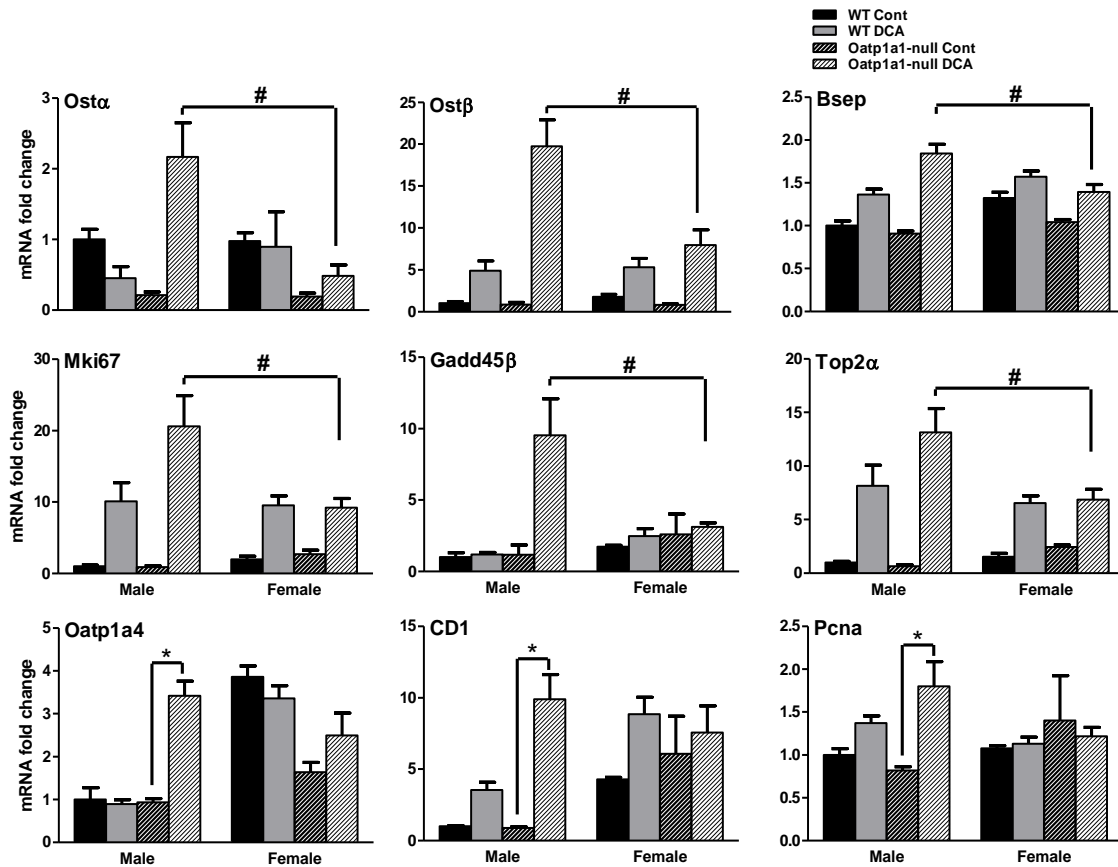 WT Cont
WT DCA
Oatp1a1-null Cont
Oatp1a1-null DCA
Ostα
3
2
1
0
mRNA fold change
#
Ostβ
25
20
15
10
5
0
#
Bsep
2.5
2.0
1.5
1.0
0.5
0.0
#
Mki67
30
20
10
0
mRNA fold change
#
Male Female
Gadd45β
15
10
5
0
#
Male Female
Top2α
20
15
10
5
0
#
Male Female
Oatp1a4
5
4
3
2
1
0
mRNA fold change
*
Male Female
CD1
15
10
5
0
*
Male Female
Pcna
2.5
2.0
1.5
1.0
0.5
0.0
*
Male Female